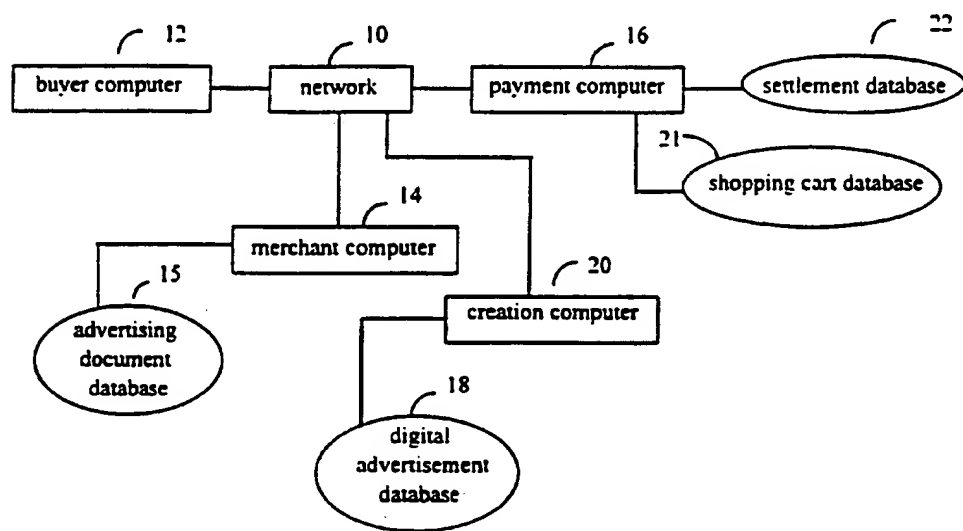 12
10
16
22
buyer computer
network
payment computer
settlement database
21
shopping cart database
14
merchant computer
15
20
advertising
document
database
creation computer
18
digital
advertisement
database